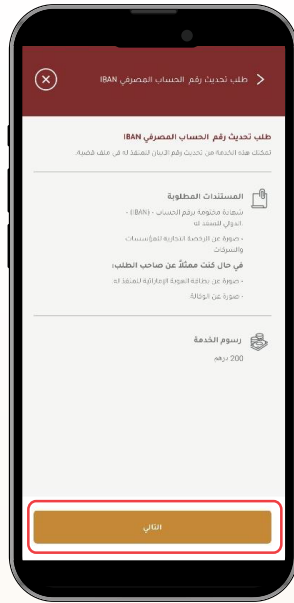 طلب تحديث رقم الحساب المصرفي IBAN
طلب تحديث رقم الحساب المصرفي IBAN
تمكنك هذه الخدمة من تحديث رقم الآيبان للمنفذ له في ملف قضية.
المستندات المطلوبة
شهادة مختومة برقم الحساب - (IBAN) -
الدولي للمنفذ له
- صورة عن الرخصة التجارية للمؤسسات
والشركات
في حال كنت ممثلاً عن صاحب الطلب:
- صورة عن بطاقة الهوية الإماراتية للمنفذ له
- صورة عن الوكالة
رسوم الخدمة
200 درهم
التالي